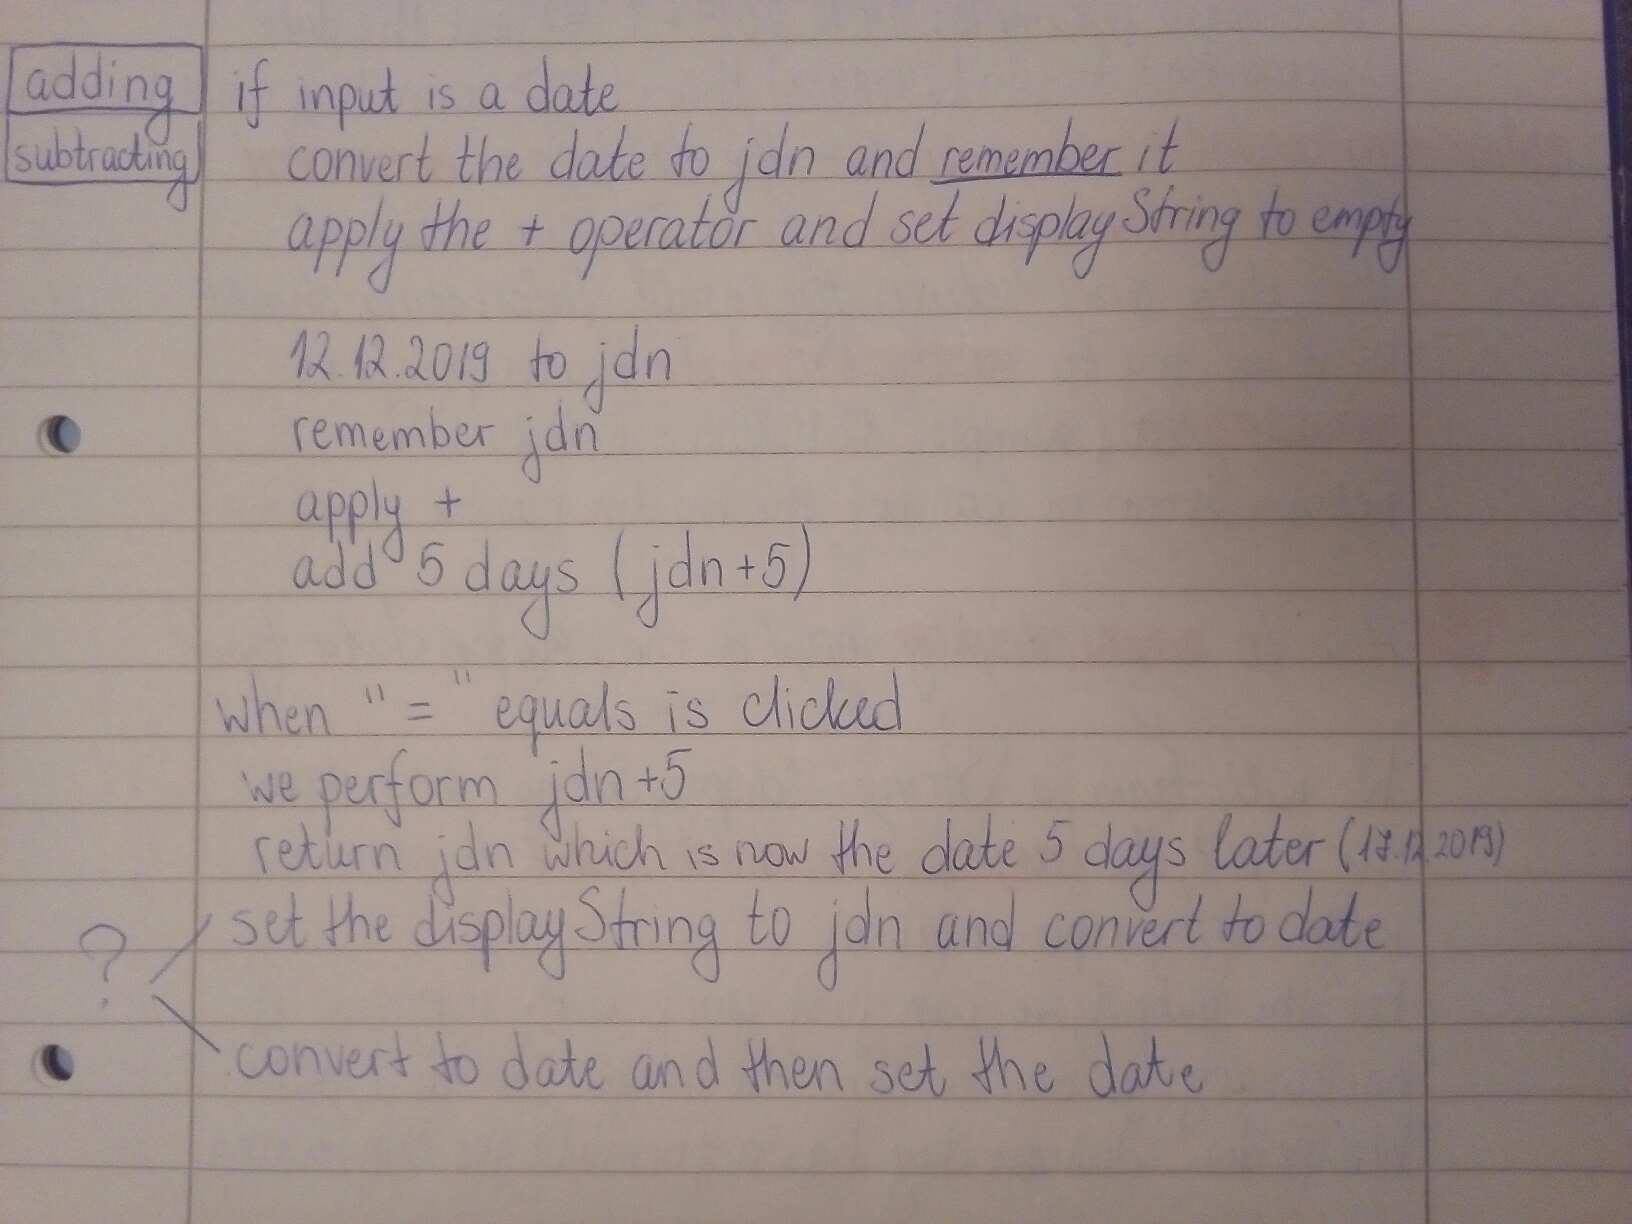 adding
subtracting
if input is a date
convert the date to jdn and remember it
apply the + operator and set displayString to empty
12.12.2019 to jdn
remember jdn
apply +
add 5 days (jdn+5)
when "=" equals is clicked
we perform jdn+5
return jdn which is now the date 5 days later (17.12.2019)
set the displayString to jdn and convert to date
?
convert to date and then set the date